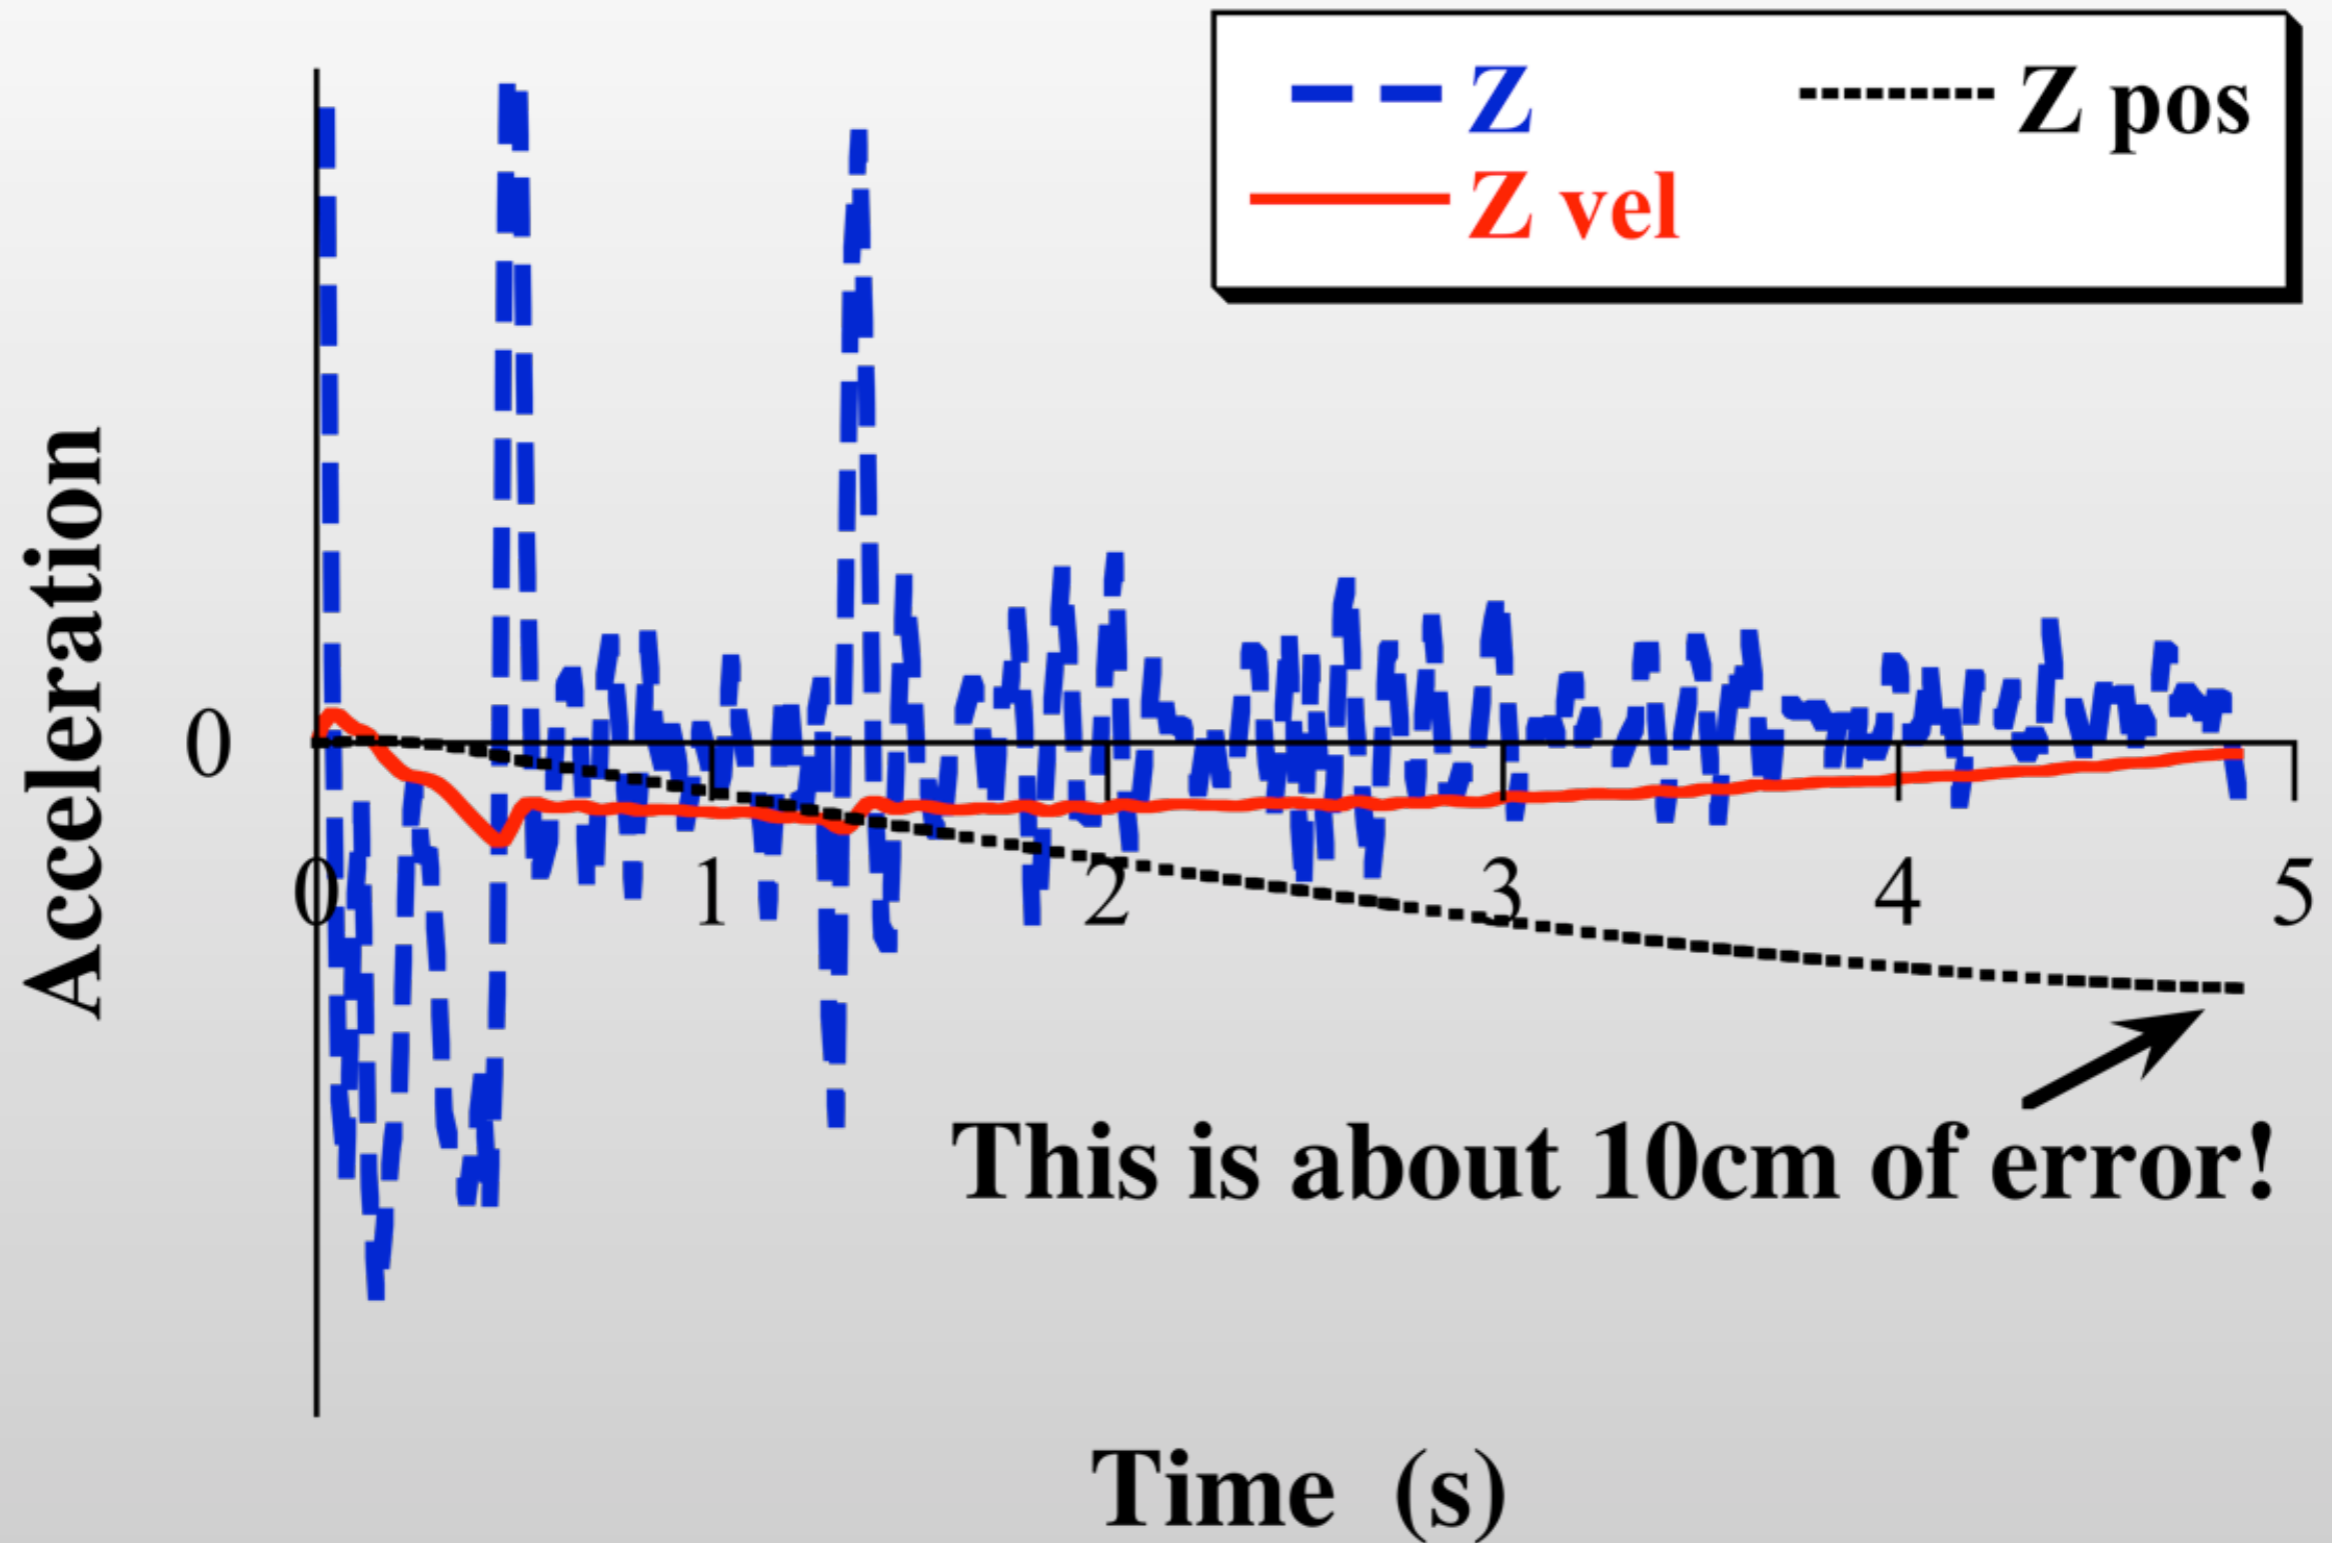 Z
Z pos
Z vel
Acceleration
0
0 1 2 3 4 5
This is about 10cm of error!
Time (s)